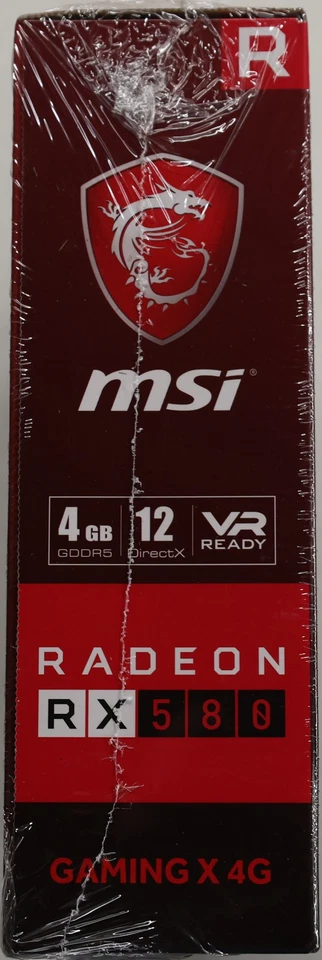 R
msi®
4 GB
GDDR5
12
DirectX
VR
READY
RADEON
RX 580
GAMING X 4G